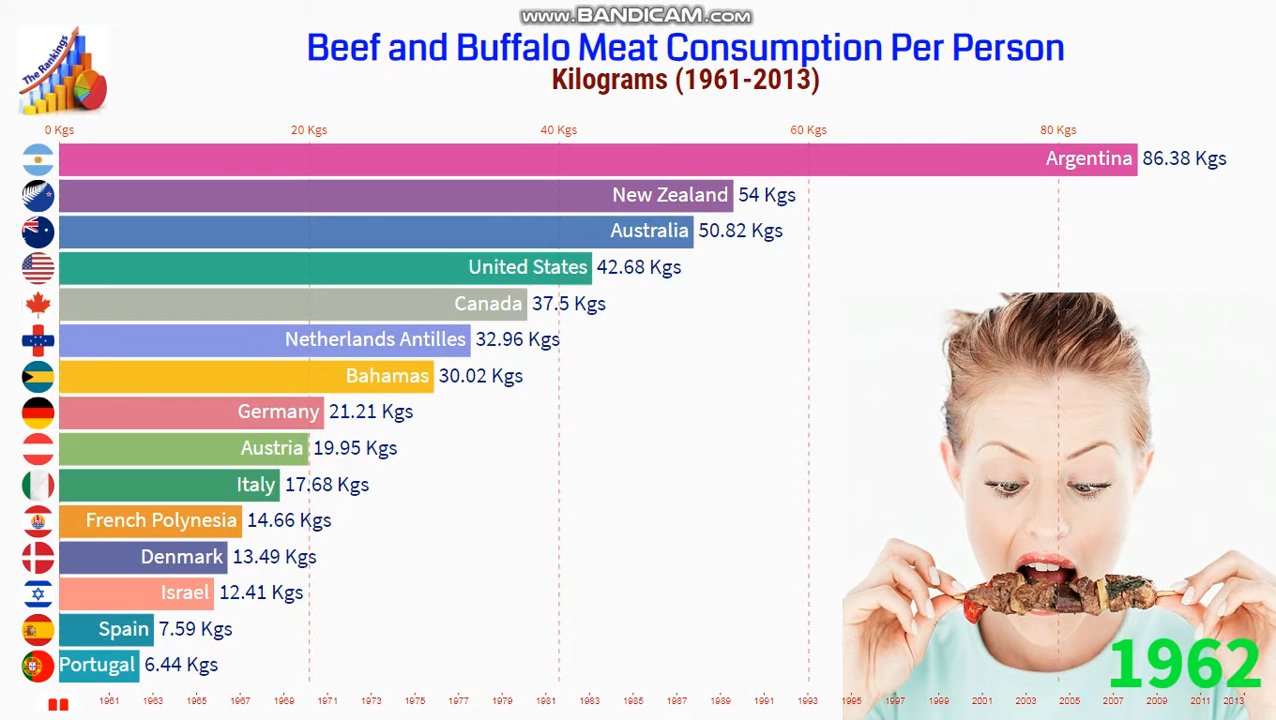 www.BANDICAM.com
The Rankings
Beef and Buffalo Meat Consumption Per Person
Kilograms (1961-2013)
0 Kgs 20 Kgs 40 Kgs 60 Kgs 80 Kgs
Argentina 86.38 Kgs
New Zealand 54 Kgs
Australia 50.82 Kgs
United States 42.68 Kgs
Canada 37.5 Kgs
Netherlands Antilles 32.96 Kgs
Bahamas 30.02 Kgs
Germany 21.21 Kgs
Austria 19.95 Kgs
Italy 17.68 Kgs
French Polynesia 14.66 Kgs
Denmark 13.49 Kgs
Israel 12.41 Kgs
Spain 7.59 Kgs
Portugal 6.44 Kgs
1962
1961 1963 1965 1967 1969 1971 1973 1975 1977 1979 1981 1983 1985 1987 1989 1991 1993 1995 1997 1999 2001 2003 2005 2007 2009 2011 2013